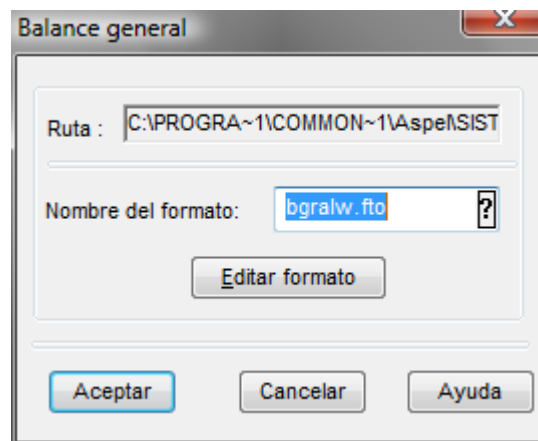 Balance general
Ruta : C:\PROGRA~1\COMMON~1\Aspel\SIST
Nombre del formato: bgralw.fto ?
Editar formato
Aceptar Cancelar Ayuda